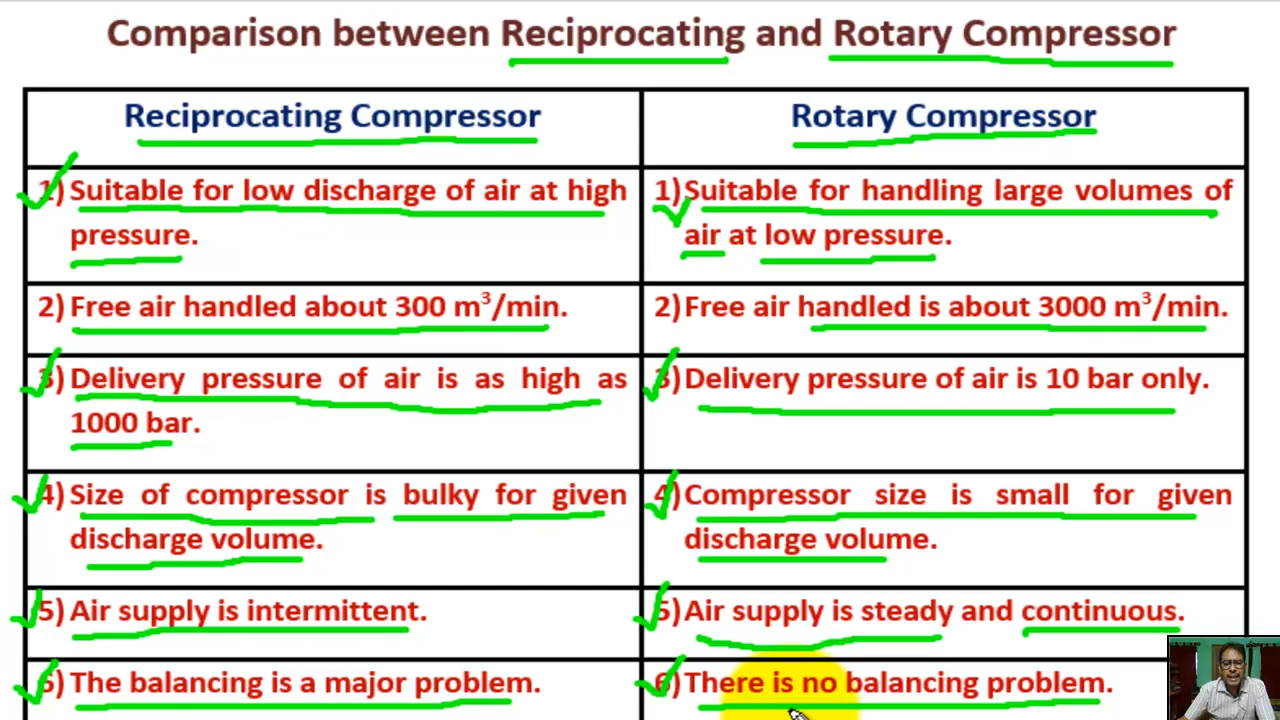 Comparison between Reciprocating and Rotary Compressor
Reciprocating Compressor
Rotary Compressor
1) Suitable for low discharge of air at high
pressure.
1) Suitable for handling large volumes of
air at low pressure.
2) Free air handled about 300 m³/min.
2) Free air handled is about 3000 m³/min.
3) Delivery pressure of air is as high as
1000 bar.
3) Delivery pressure of air is 10 bar only.
4) Size of compressor is bulky for given
discharge volume.
4) Compressor size is small for given
discharge volume.
5) Air supply is intermittent.
5) Air supply is steady and continuous.
6) The balancing is a major problem.
6) There is no balancing problem.